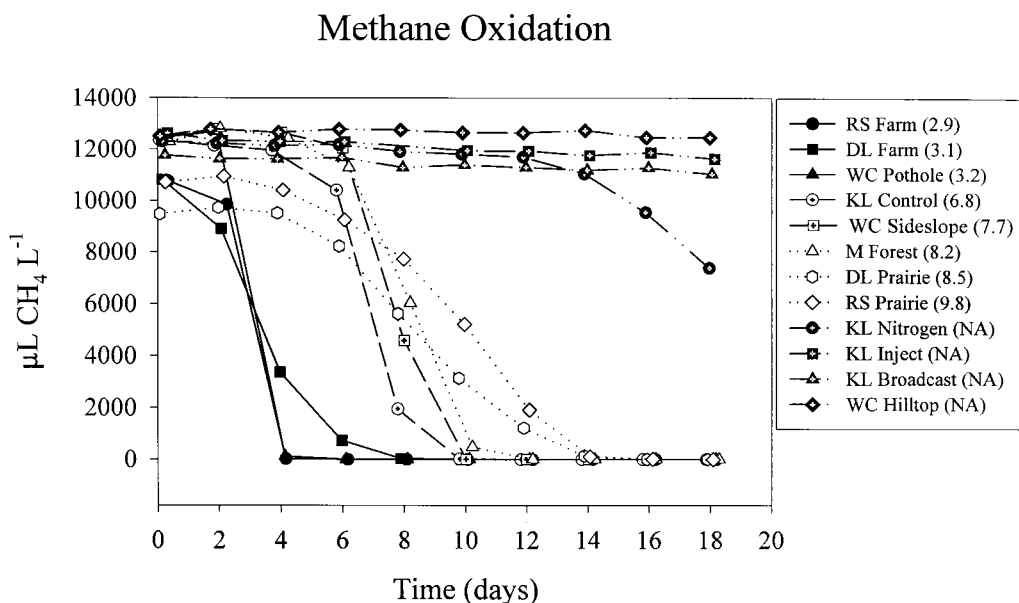 Methane Oxidation
14000
12000
10000
8000
6000
4000
2000
0
µL CH₄ L⁻¹
0 2 4 6 8 10 12 14 16 18 20
Time (days)
RS Farm (2.9)
DL Farm (3.1)
WC Pothole (3.2)
KL Control (6.8)
WC Sideslope (7.7)
M Forest (8.2)
DL Prairie (8.5)
RS Prairie (9.8)
KL Nitrogen (NA)
KL Inject (NA)
KL Broadcast (NA)
WC Hilltop (NA)